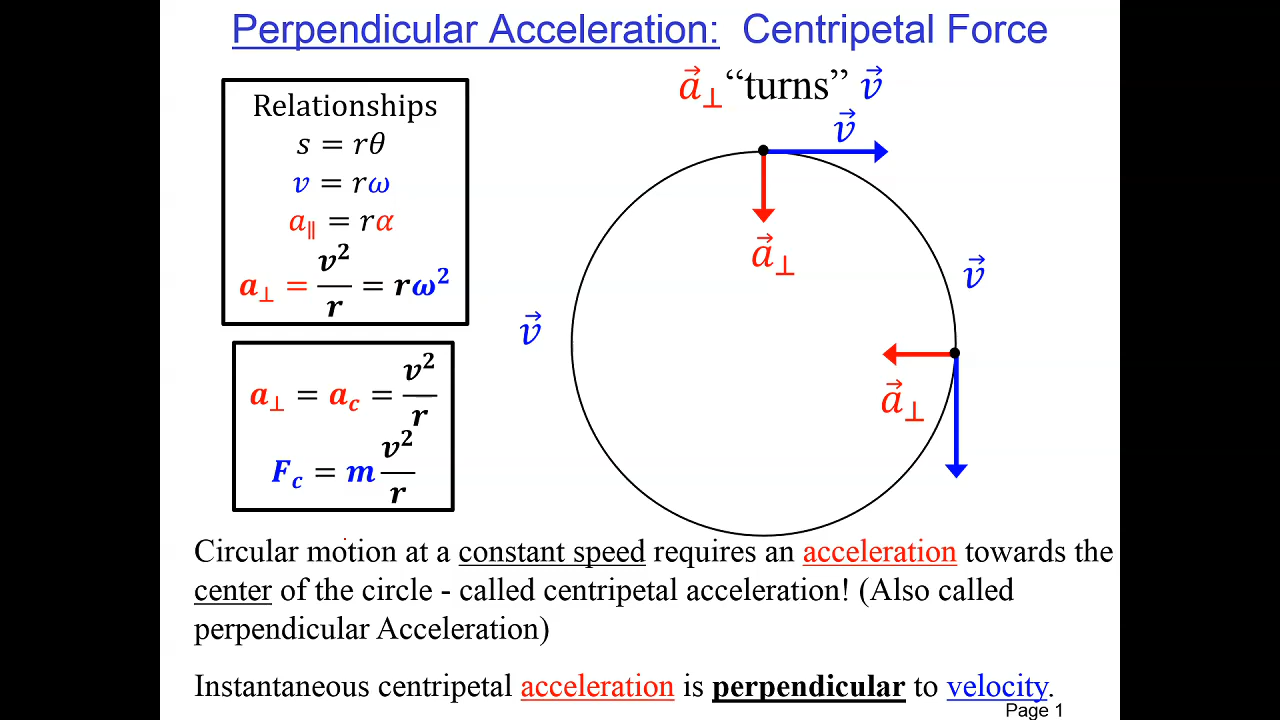 Perpendicular Acceleration: Centripetal Force
Relationships
s = rθ
v = rω
a∥ = rα
a⊥ = v²/r = rω²
a⊥ = a_c = v²/r
F_c = m v²/r
a⃗⊥ “turns” v⃗
v⃗
a⃗⊥
v⃗
v⃗
a⃗⊥
Circular motion at a constant speed requires an acceleration towards the
center of the circle - called centripetal acceleration! (Also called
perpendicular Acceleration)
Instantaneous centripetal acceleration is perpendicular to velocity.
Page 1